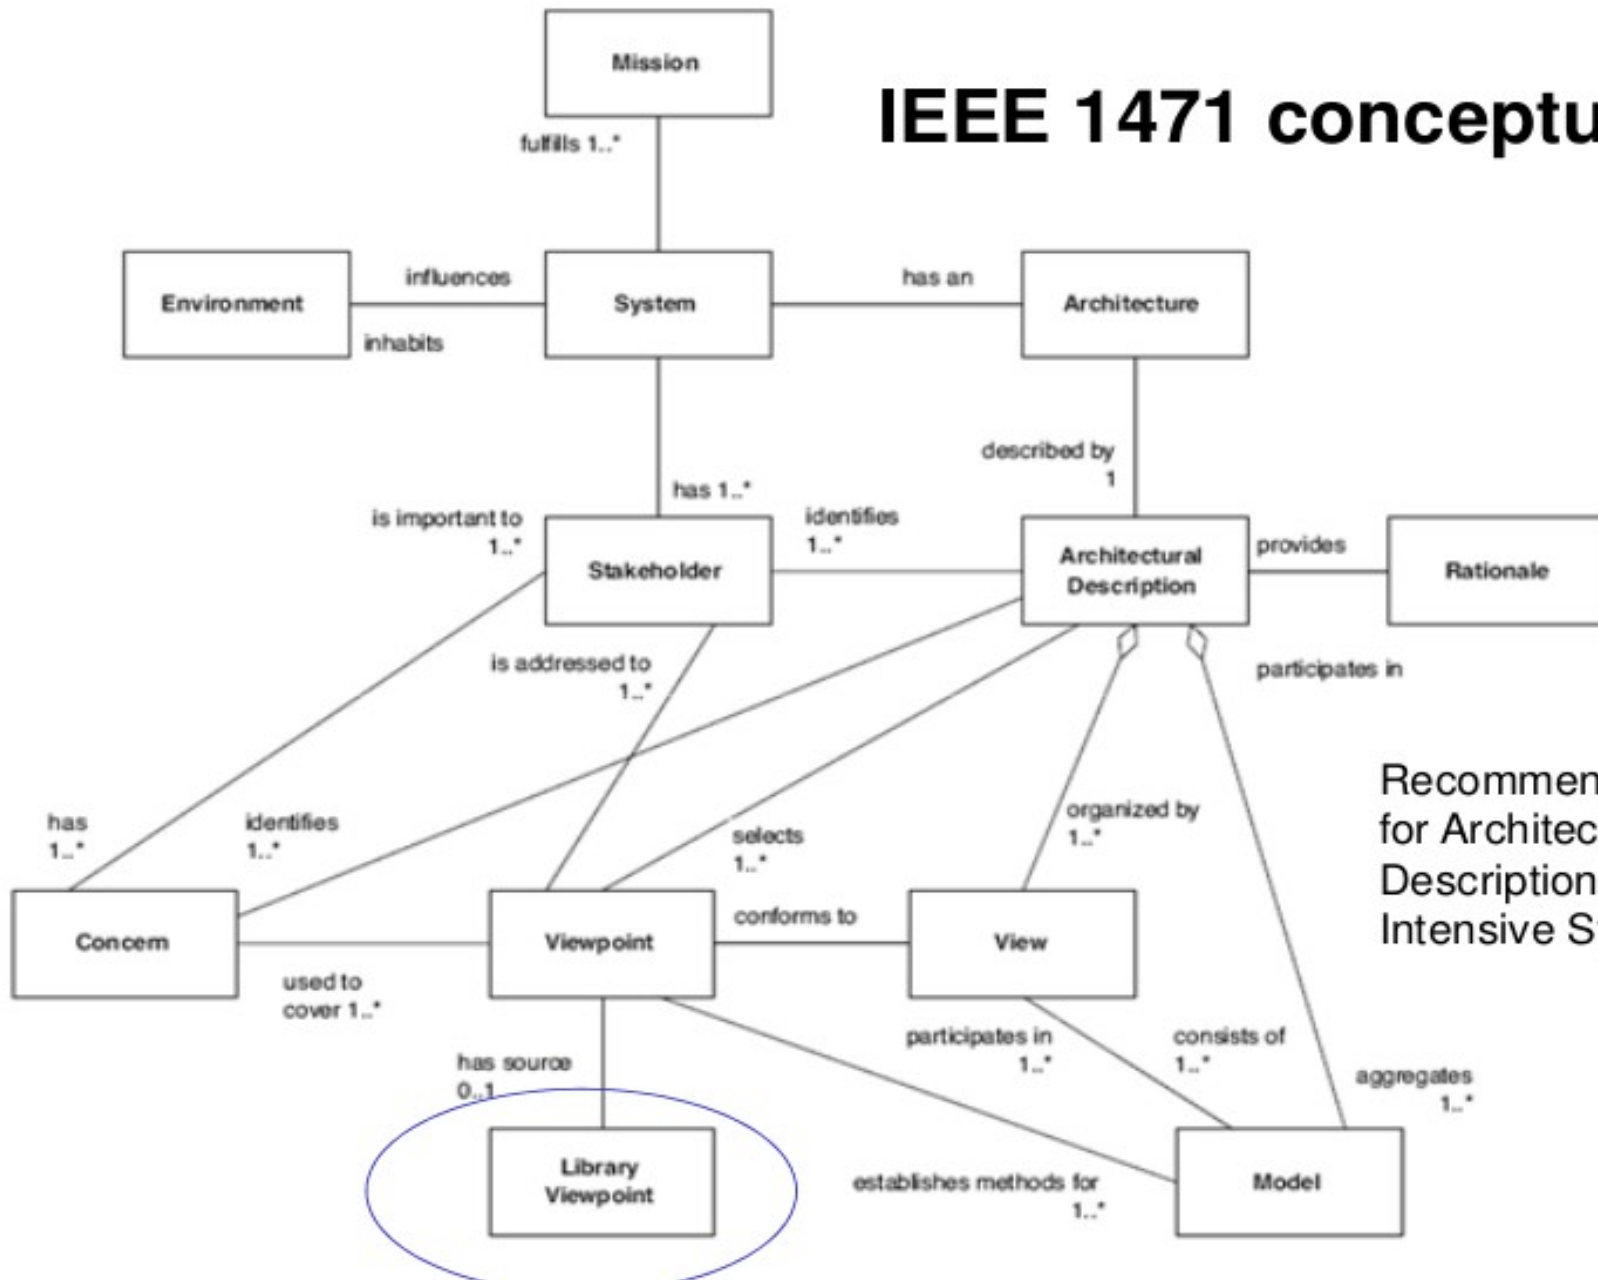 Mission
IEEE 1471 conceptu
fulfills 1..*
Environment
influences
inhabits
System
has an
Architecture
described by
1
has 1..*
is important to
1..*
Stakeholder
identifies
1..*
Architectural
Description
provides
Rationale
participates in
is addressed to
1..*
Recommen
for Architec
Description
Intensive S
has
1..*
identifies
1..*
selects
1..*
organized by
1..*
Concern
used to
cover 1..*
Viewpoint
conforms to
View
has source
0..1
participates in
1..*
consists of
1..*
aggregates
1..*
Library
Viewpoint
establishes methods for
1..*
Model